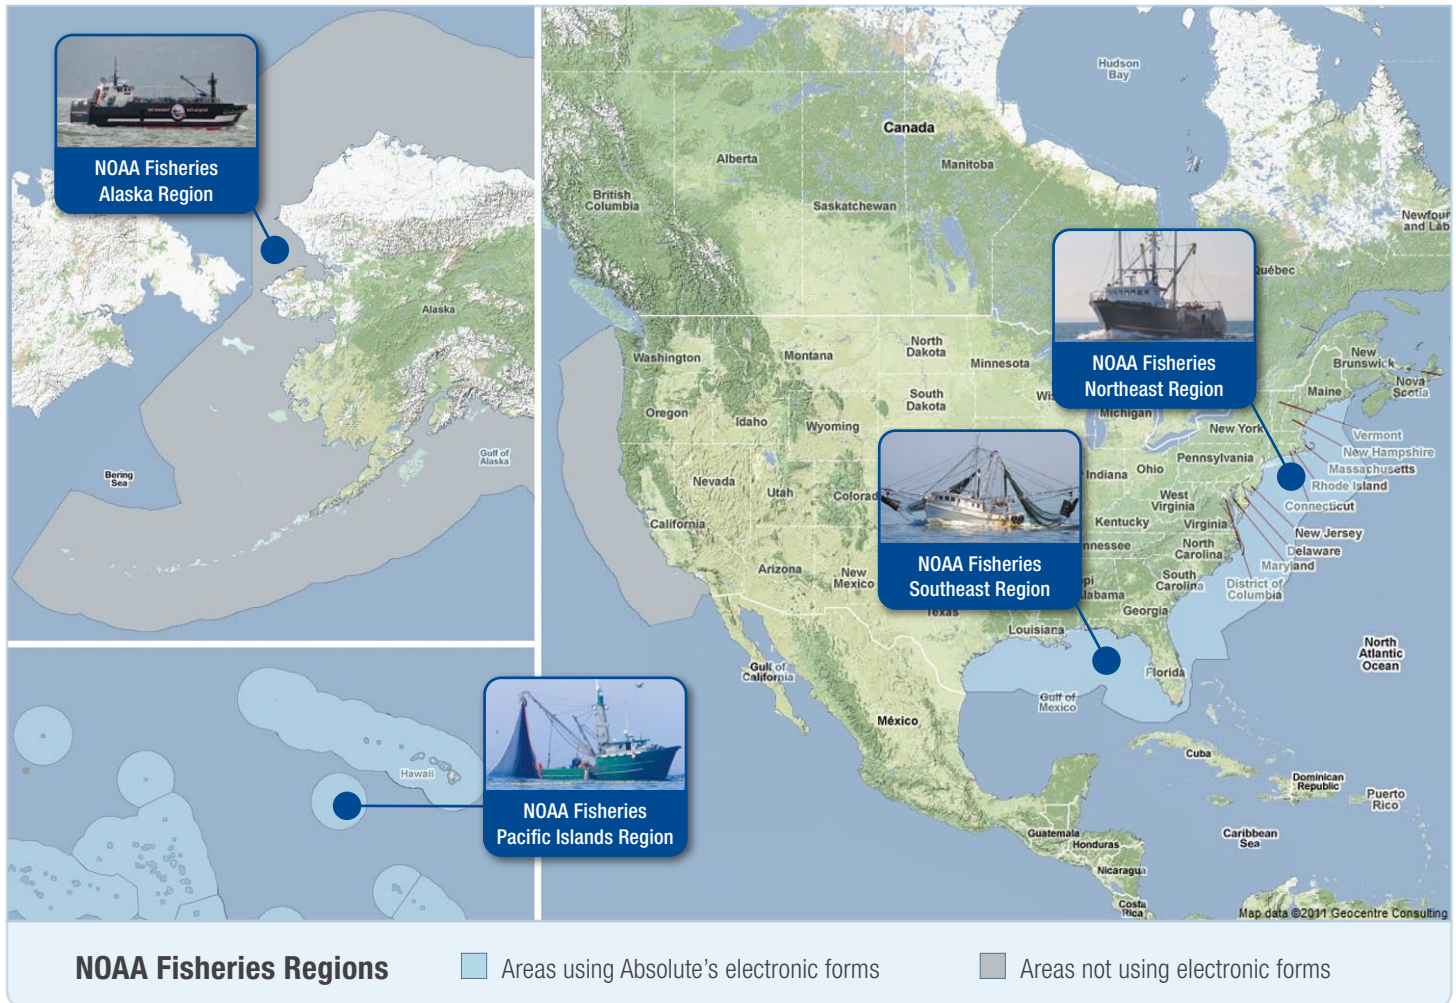 NOAA Fisheries
Alaska Region
Alaska
Bering
Sea
Gulf of
Alaska
Hudson
Bay
Canada
Alberta
Manitoba
British
Columbia
Saskatchewan
Newfour
and Lab
Québec
NOAA Fisheries
Northeast Region
Washington
Montana
North
Dakota
Minnesota
New
Brunswick
Nova
Scotia
Maine
Oregon
Idaho
South
Dakota
Wis
Michigan
Wyoming
New York
Vermont
New Hampshire
Massachusetts
Rhode Island
Connecticut
New Jersey
Delaware
Maryland
District of
Columbia
Pennsylvania
Indiana
Ohio
Nevada
Utah
Colorad
West
Virginia
Virginia
Kentucky
California
nnessee
North
Carolina
NOAA Fisheries
Southeast Region
Arizona
New
Mexico
South
Carolina
pi
labama
Texas
Georgia
Louisiana
Florida
Gulf of
California
Gulf of
Mexico
México
North
Atlantic
Ocean
Cuba
Dominican
Republic
Puerto
Rico
Caribbean
Sea
Guatemala
Honduras
Nicaragua
Costa
Rica
Map data ©2011 Geocentre Consulting
Hawaii
NOAA Fisheries
Pacific Islands Region
NOAA Fisheries Regions
Areas using Absolute's electronic forms
Areas not using electronic forms